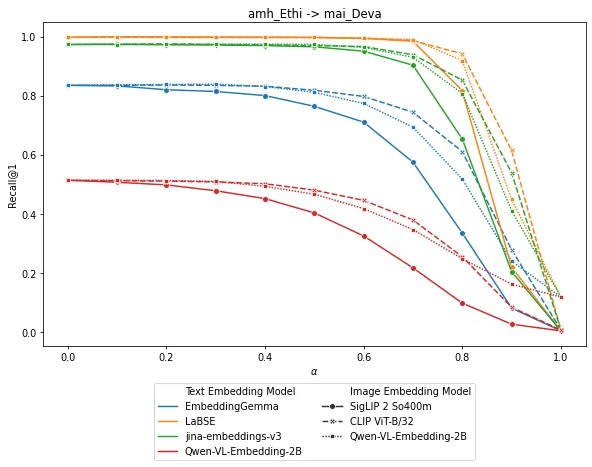 amh_Ethi -> mai_Deva
Recall@1
1.0
0.8
0.6
0.4
0.2
0.0
0.0 0.2 0.4 0.6 0.8 1.0
α
Text Embedding Model
EmbeddingGemma
LaBSE
jina-embeddings-v3
Qwen-VL-Embedding-2B
Image Embedding Model
SigLIP 2 So400m
CLIP ViT-B/32
Qwen-VL-Embedding-2B